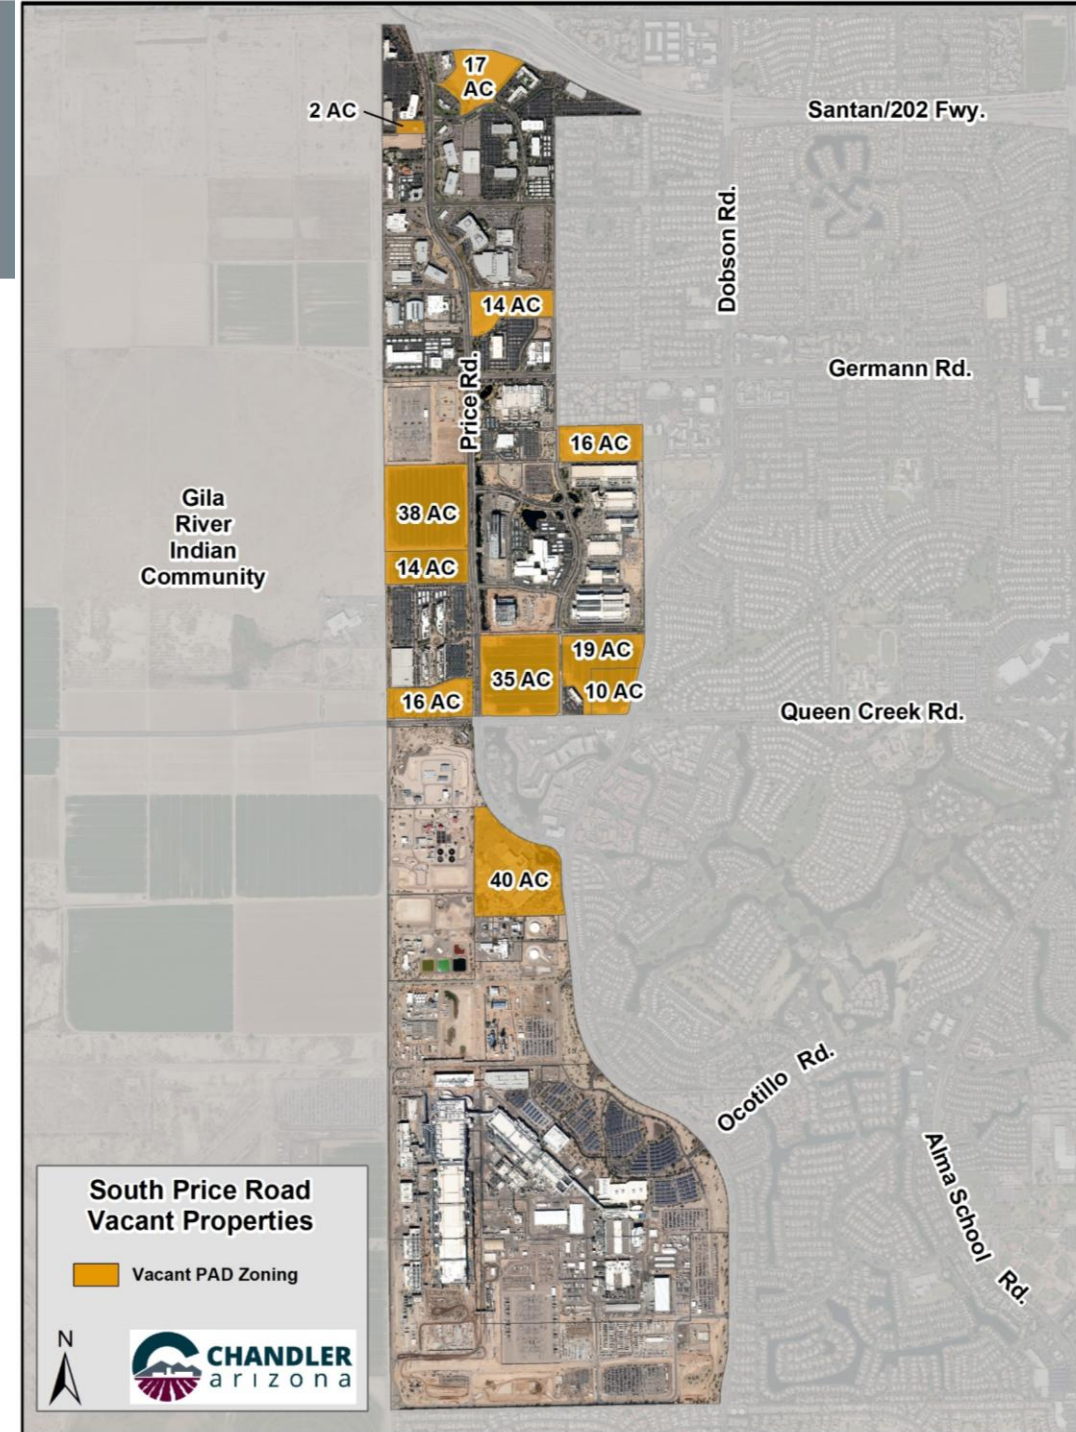 17
AC
2 AC
Santan/202 Fwy.
Dobson Rd.
14 AC
Price Rd.
Germann Rd.
16 AC
38 AC
Gila
River
Indian
Community
14 AC
19 AC
35 AC
10 AC
16 AC
Queen Creek Rd.
40 AC
Ocotillo Rd.
Alma School Rd.
South Price Road
Vacant Properties
Vacant PAD Zoning
N
CHANDLER
arizona